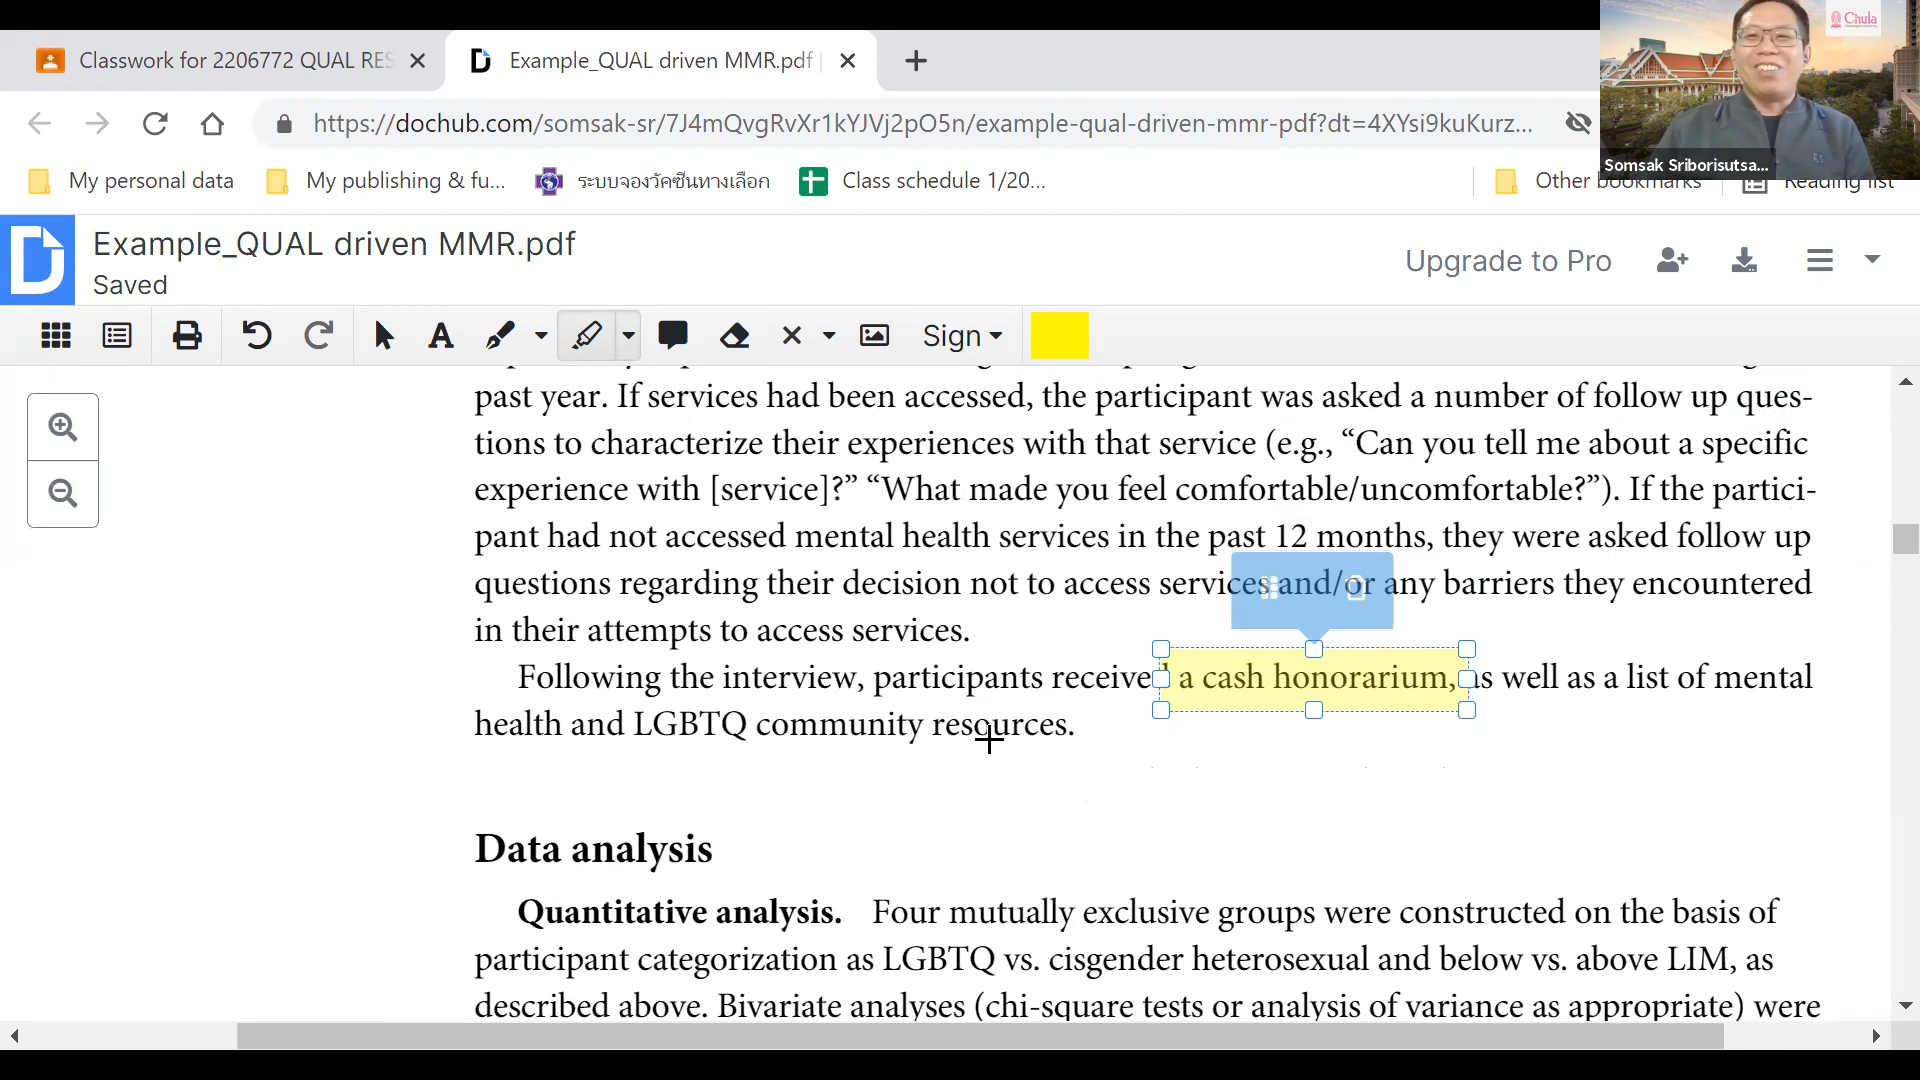 Classwork for 2206772 QUAL RES
Example_QUAL driven MMR.pdf
Chula
https://dochub.com/somsak-sr/7J4mQvgRvXr1kYJVj2pO5n/example-qual-driven-mmr-pdf?dt=4XYsi9kuKurz...
My personal data
My publishing & fu...
ระบบจองวัคซีนทางเลือก
Class schedule 1/20...
Other bookmarks
Reading list
Somsak Sriborisutsa...
Example_QUAL driven MMR.pdf
Saved
Upgrade to Pro
Sign
past year. If services had been accessed, the participant was asked a number of follow up ques-
tions to characterize their experiences with that service (e.g., “Can you tell me about a specific
experience with [service]?” “What made you feel comfortable/uncomfortable?”). If the partici-
pant had not accessed mental health services in the past 12 months, they were asked follow up
questions regarding their decision not to access services and/or any barriers they encountered
in their attempts to access services.
Following the interview, participants received a cash honorarium, as well as a list of mental
health and LGBTQ community resources.
Data analysis
Quantitative analysis. Four mutually exclusive groups were constructed on the basis of
participant categorization as LGBTQ vs. cisgender heterosexual and below vs. above LIM, as
described above. Bivariate analyses (chi-square tests or analysis of variance as appropriate) were